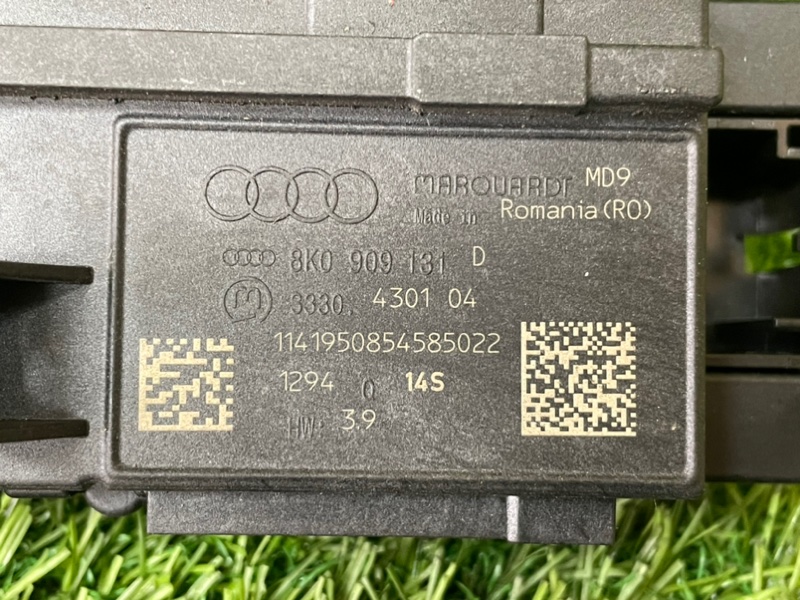 MARQUARDT MD9
Made in Romania(RO)
8K0 909 131 D
3330. 4301 04
1141950854585022
1294 0 14S
HW: 3.9